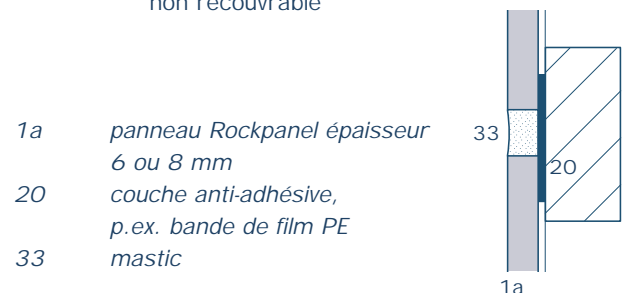 non recouvrable
1a panneau Rockpanel épaisseur
6 ou 8 mm
20 couche anti-adhésive,
p.ex. bande de film PE
33 mastic
33
20
1a